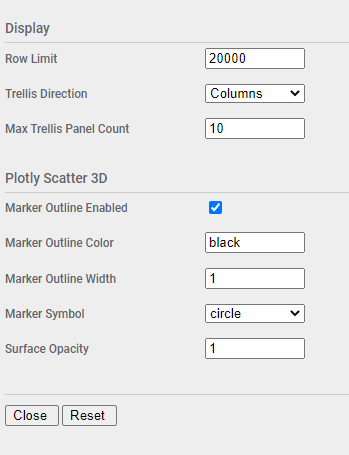 Display
Row Limit 20000
Trellis Direction Columns
Max Trellis Panel Count 10
Plotly Scatter 3D
Marker Outline Enabled
Marker Outline Color black
Marker Outline Width 1
Marker Symbol circle
Surface Opacity 1
Close Reset